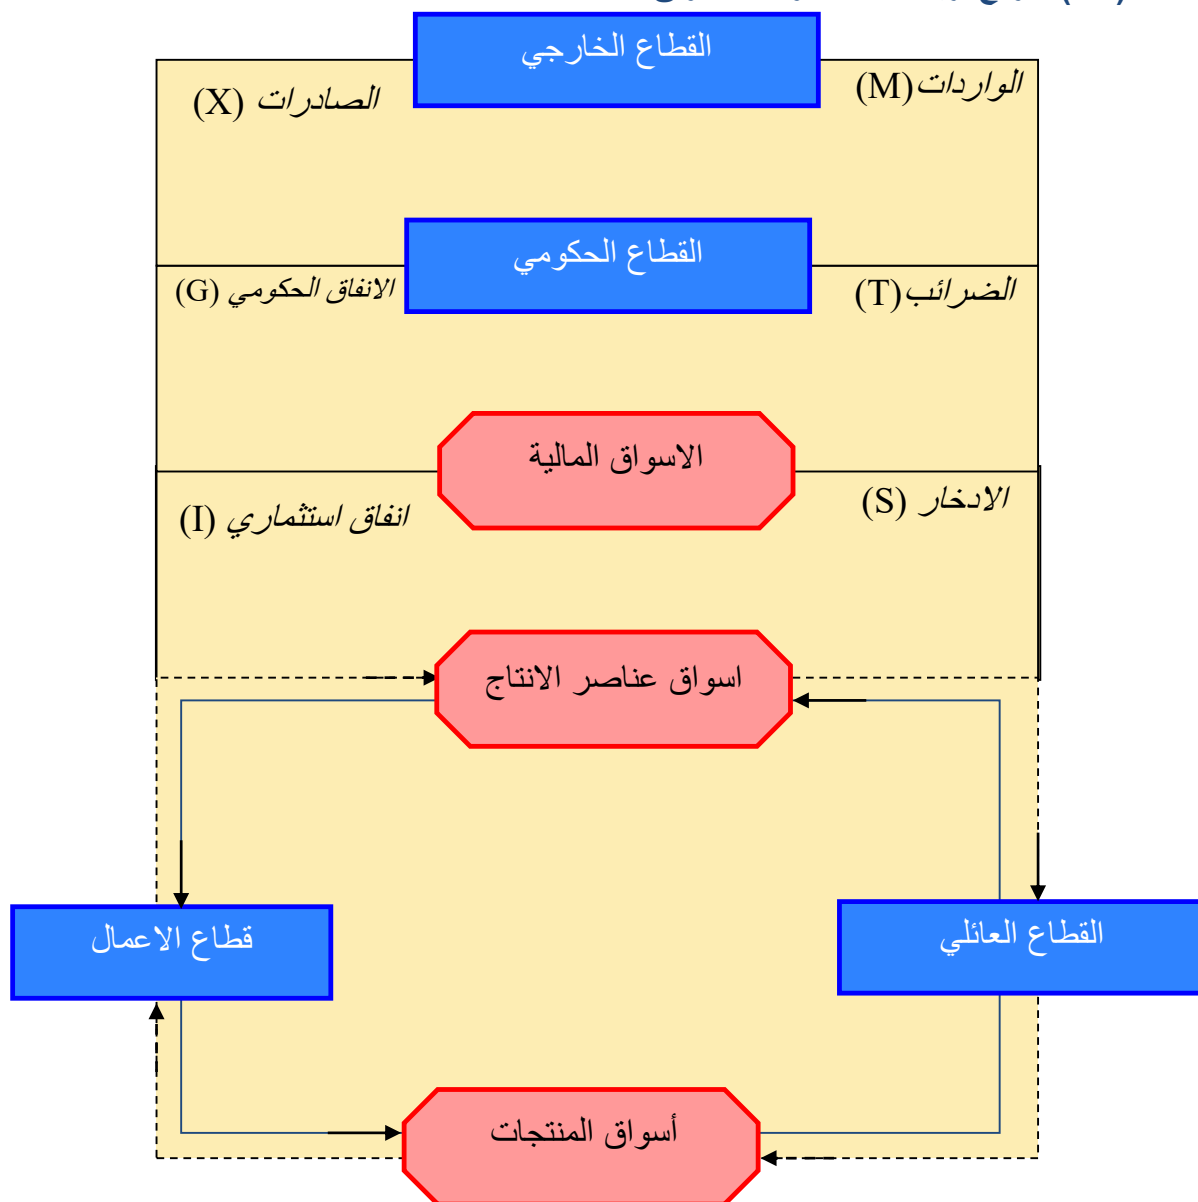 القطاع الخارجي
الواردات(M)
الصادرات (X)
القطاع الحكومي
الضرائب(T)
الانفاق الحكومي (G)
الاسواق المالية
الادخار (S)
انفاق استثماري (I)
اسواق عناصر الانتاج
القطاع العائلي
قطاع الاعمال
أسواق المنتجات